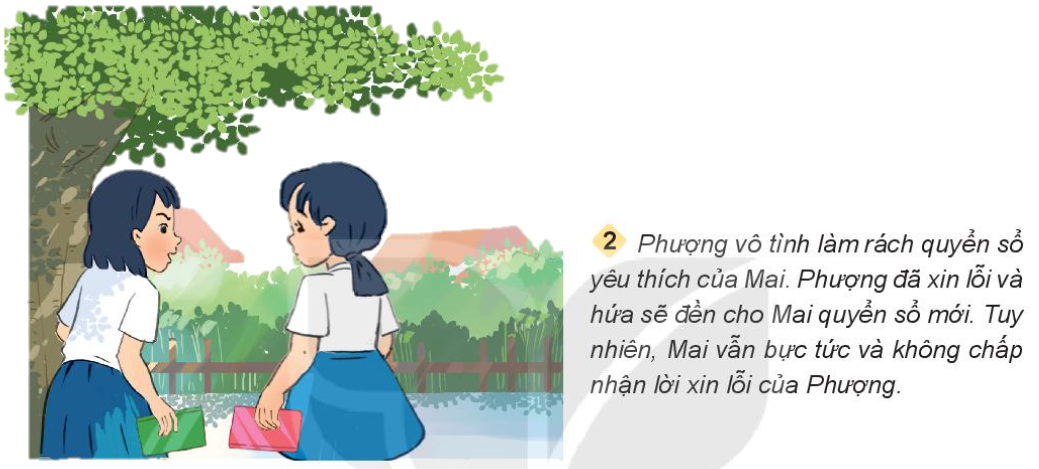 2 Phượng vô tình làm rách quyển sổ
yêu thích của Mai. Phượng đã xin lỗi và
hứa sẽ đền cho Mai quyển sổ mới. Tuy
nhiên, Mai vẫn bực tức và không chấp
nhận lời xin lỗi của Phượng.